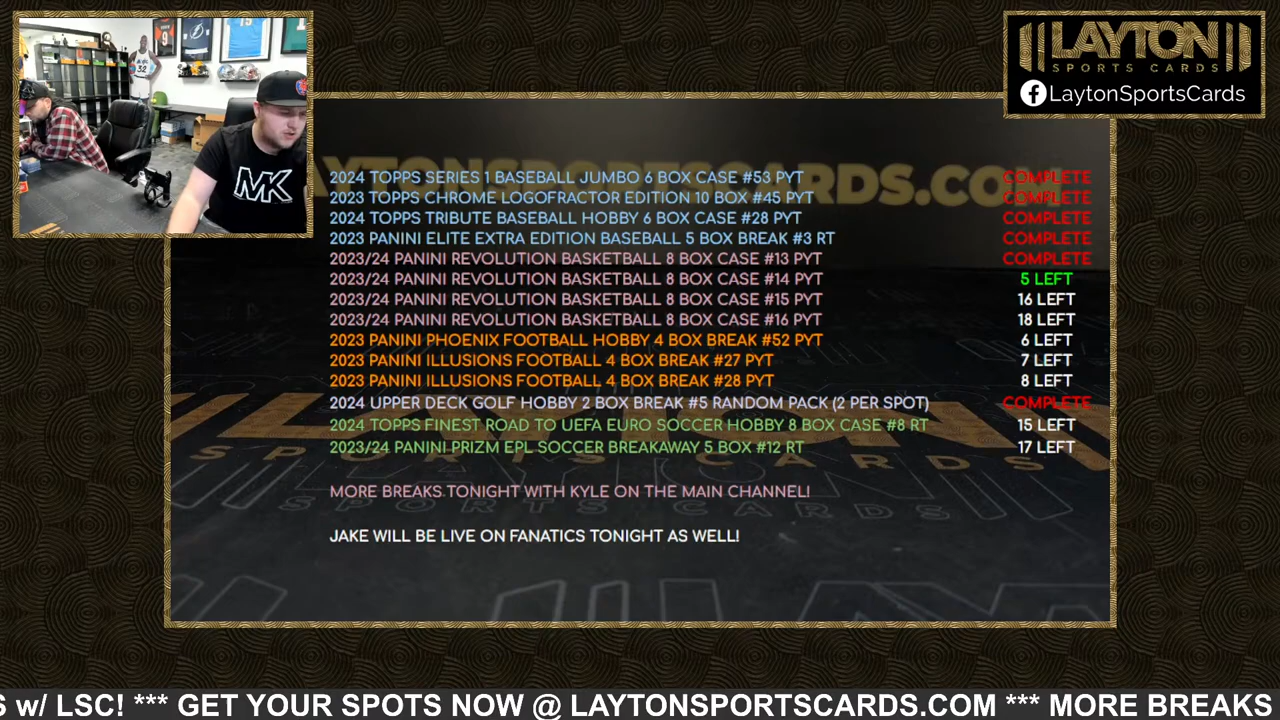 LAYTON
SPORTS CARDS
LaytonSportsCards
LAYTONSPORTSCARDS.COM
2024 TOPPS SERIES 1 BASEBALL JUMBO 6 BOX CASE #53 PYT COMPLETE
2023 TOPPS CHROME LOGOFRACTOR EDITION 10 BOX #45 PYT COMPLETE
2024 TOPPS TRIBUTE BASEBALL HOBBY 6 BOX CASE #28 PYT COMPLETE
2023 PANINI ELITE EXTRA EDITION BASEBALL 5 BOX BREAK #3 RT COMPLETE
2023/24 PANINI REVOLUTION BASKETBALL 8 BOX CASE #13 PYT COMPLETE
2023/24 PANINI REVOLUTION BASKETBALL 8 BOX CASE #14 PYT 5 LEFT
2023/24 PANINI REVOLUTION BASKETBALL 8 BOX CASE #15 PYT 16 LEFT
2023/24 PANINI REVOLUTION BASKETBALL 8 BOX CASE #16 PYT 18 LEFT
2023 PANINI PHOENIX FOOTBALL HOBBY 4 BOX BREAK #52 PYT 6 LEFT
2023 PANINI ILLUSIONS FOOTBALL 4 BOX BREAK #27 PYT 7 LEFT
2023 PANINI ILLUSIONS FOOTBALL 4 BOX BREAK #28 PYT 8 LEFT
2024 UPPER DECK GOLF HOBBY 2 BOX BREAK #5 RANDOM PACK (2 PER SPOT) COMPLETE
2024 TOPPS FINEST ROAD TO UEFA EURO SOCCER HOBBY 8 BOX CASE #8 RT 15 LEFT
2023/24 PANINI PRIZM EPL SOCCER BREAKAWAY 5 BOX #12 RT 17 LEFT
MORE BREAKS TONIGHT WITH KYLE ON THE MAIN CHANNEL!
JAKE WILL BE LIVE ON FANATICS TONIGHT AS WELL!
MK
9
32
SPORTS CARDS
S w/ LSC! *** GET YOUR SPOTS NOW @ LAYTONSPORTSCARDS.COM *** MORE BREAKS